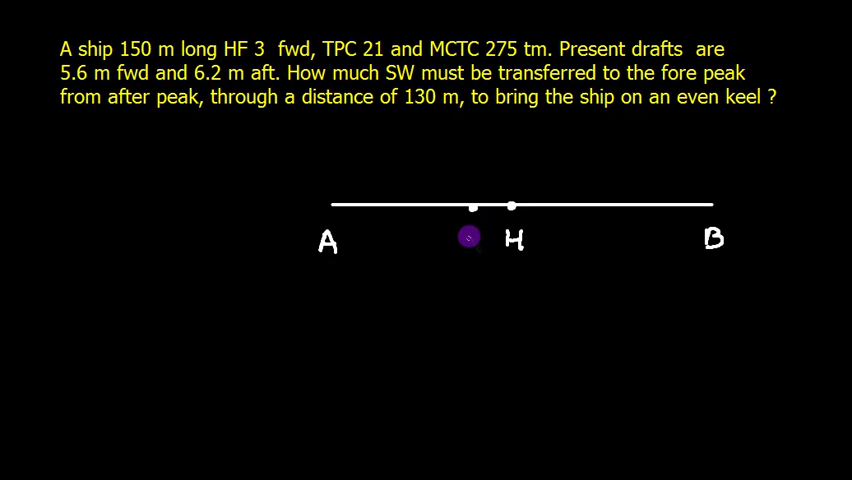 A ship 150 m long HF 3 fwd, TPC 21 and MCTC 275 tm. Present drafts are
5.6 m fwd and 6.2 m aft. How much SW must be transferred to the fore peak
from after peak, through a distance of 130 m, to bring the ship on an even keel ?
A H B